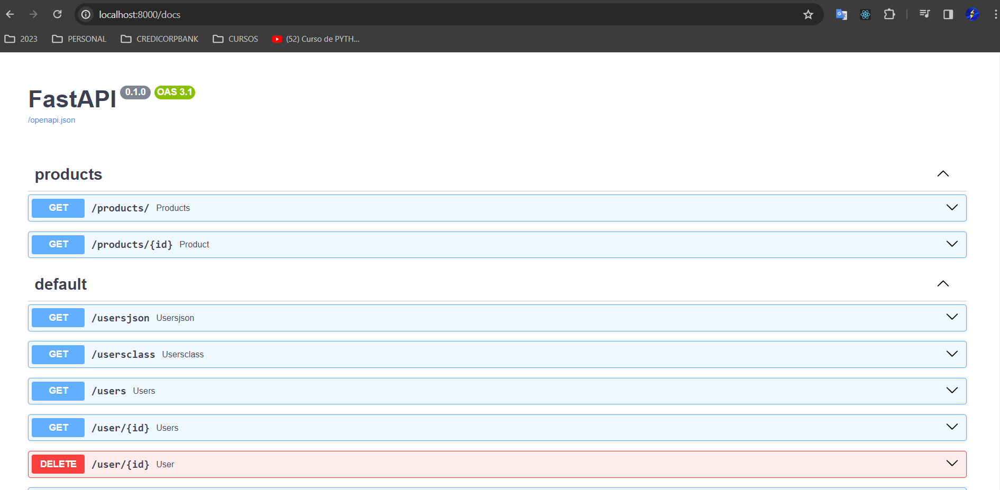 localhost:8000/docs
2023 PERSONAL CREDICORPBANK CURSOS (52) Curso de PYTH...
FastAPI 0.1.0 OAS 3.1
/openapi.json
products
GET /products/ Products
GET /products/{id} Product
default
GET /usersjson Usersjson
GET /usersclass Usersclass
GET /users Users
GET /user/{id} Users
DELETE /user/{id} User